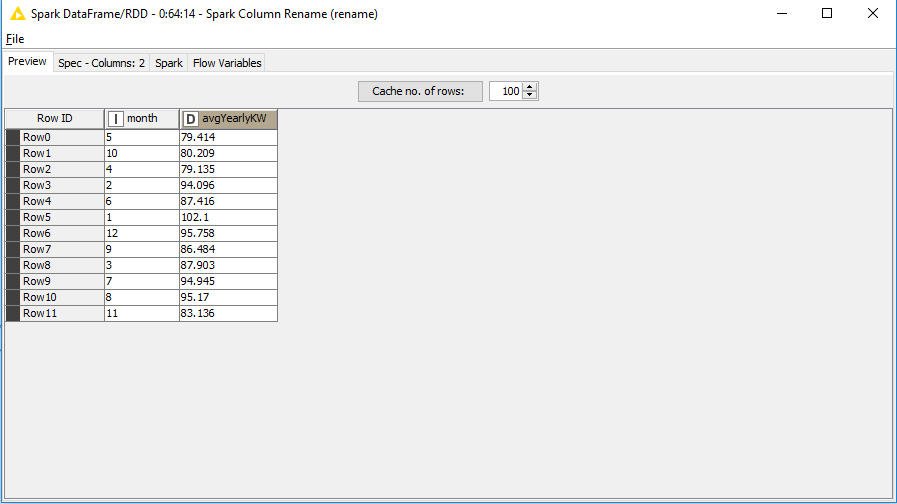 Spark DataFrame/RDD - 0:64:14 - Spark Column Rename (rename)
File
Preview Spec - Columns: 2 Spark Flow Variables
Cache no. of rows: 100
Row ID I month D avgYearlyKW
Row0 5 79.414
Row1 10 80.209
Row2 4 79.135
Row3 2 94.096
Row4 6 87.416
Row5 1 102.1
Row6 12 95.758
Row7 9 86.484
Row8 3 87.903
Row9 7 94.945
Row10 8 95.17
Row11 11 83.136